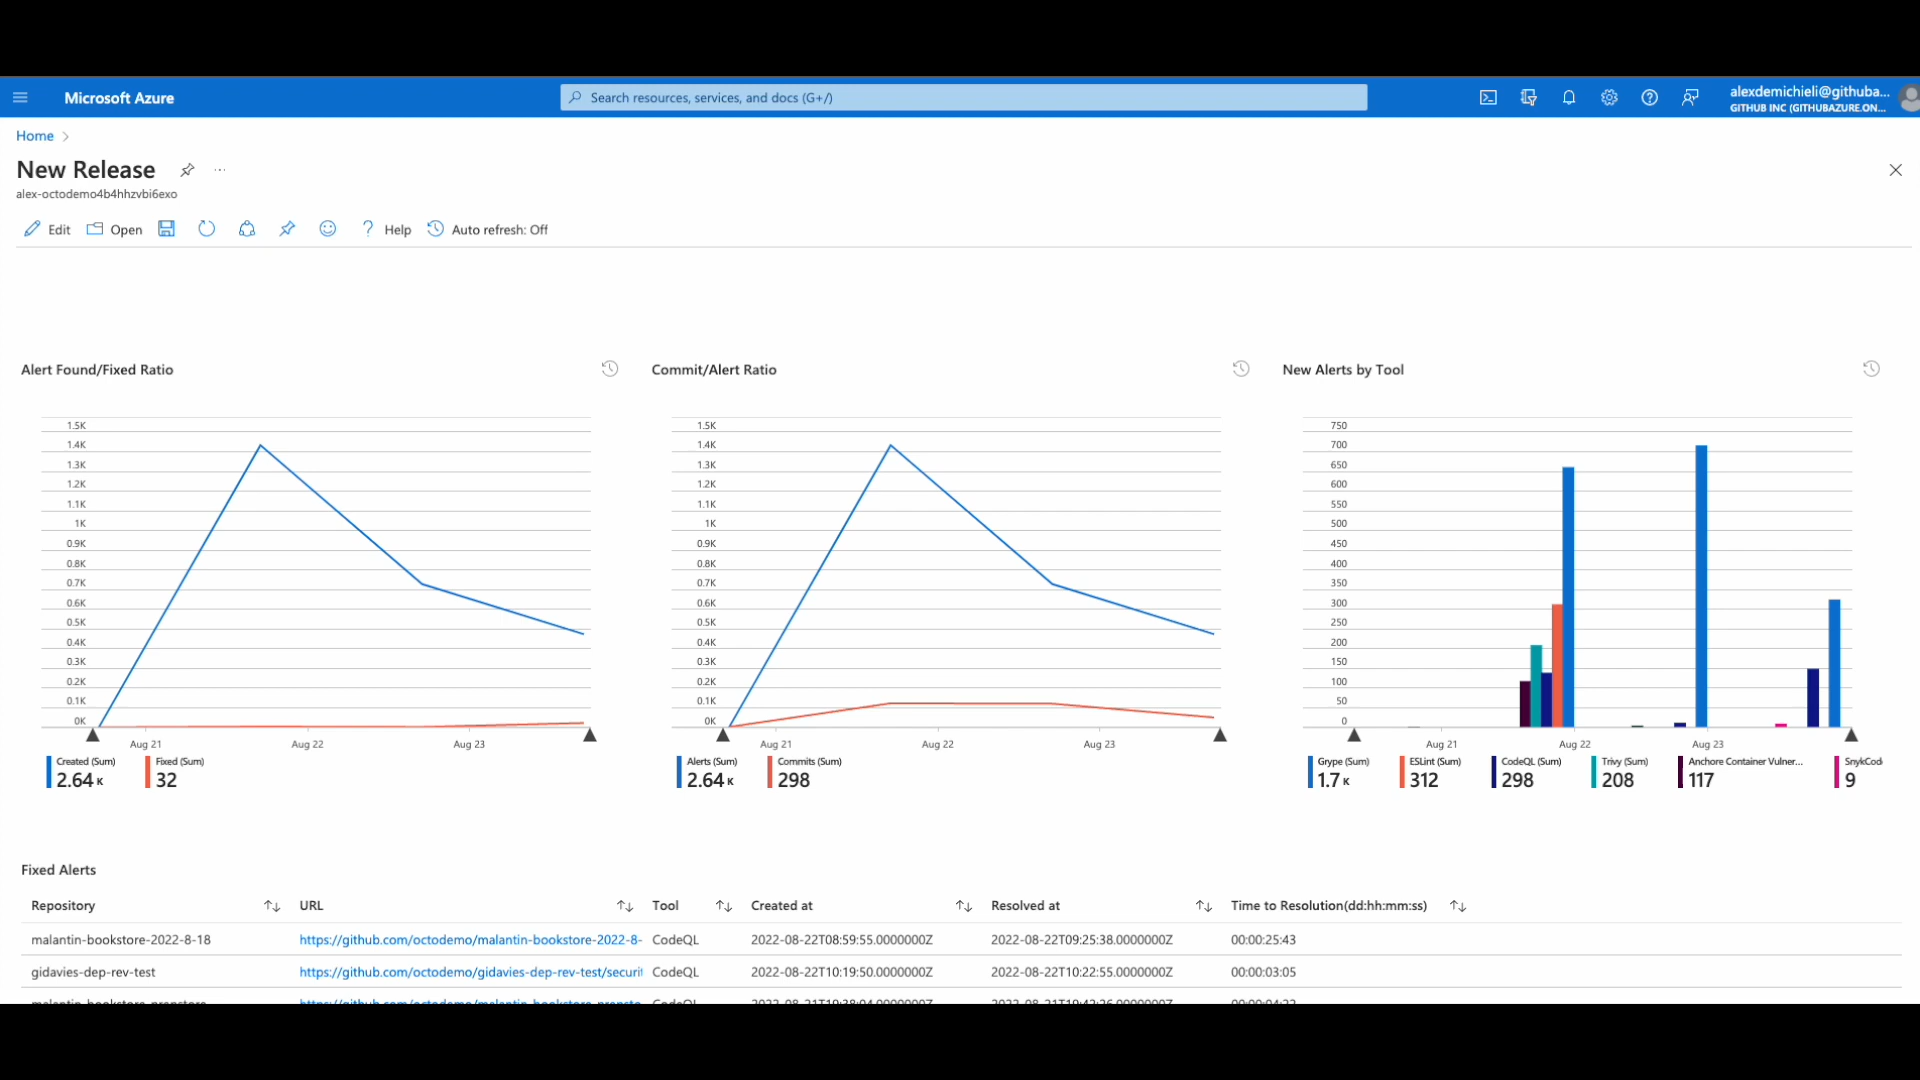 Microsoft Azure
Search resources, services, and docs (G+/)
alexdemichieli@githuba...
GITHUB INC (GITHUBAZURE.ON...
Home
New Release
alex-octodemo4b4hhzvbi6exo
Edit
Open
Help
Auto refresh: Off
Alert Found/Fixed Ratio
1.5K
1.4K
1.3K
1.2K
1.1K
1K
0.9K
0.8K
0.7K
0.6K
0.5K
0.4K
0.3K
0.2K
0.1K
0K
Aug 21
Aug 22
Aug 23
Created (Sum)
2.64 K
Fixed (Sum)
32
Commit/Alert Ratio
1.5K
1.4K
1.3K
1.2K
1.1K
1K
0.9K
0.8K
0.7K
0.6K
0.5K
0.4K
0.3K
0.2K
0.1K
0K
Aug 21
Aug 22
Aug 23
Alerts (Sum)
2.64 K
Commits (Sum)
298
New Alerts by Tool
750
700
650
600
550
500
450
400
350
300
250
200
150
100
50
0
Aug 21
Aug 22
Aug 23
Grype (Sum)
1.7 K
ESLint (Sum)
312
CodeQL (Sum)
298
Trivy (Sum)
208
Anchore Container Vulner...
117
SnykCod
9
Fixed Alerts
Repository URL Tool Created at Resolved at Time to Resolution(dd:hh:mm:ss)
malantin-bookstore-2022-8-18 https://github.com/octodemo/malantin-bookstore-2022-8- CodeQL 2022-08-22T08:59:55.0000000Z 2022-08-22T09:25:38.0000000Z 00:00:25:43
gidavies-dep-rev-test https://github.com/octodemo/gidavies-dep-rev-test/securit CodeQL 2022-08-22T10:19:50.0000000Z 2022-08-22T10:22:55.0000000Z 00:00:03:05